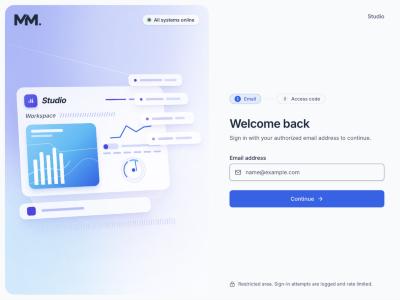 MM.
All systems online
Studio
Studio
Workspace
1 Email
Access code
Welcome back
Sign in with your authorized email address to continue.
Email address
name@example.com
Continue →
Restricted area. Sign-in attempts are logged and rate limited.